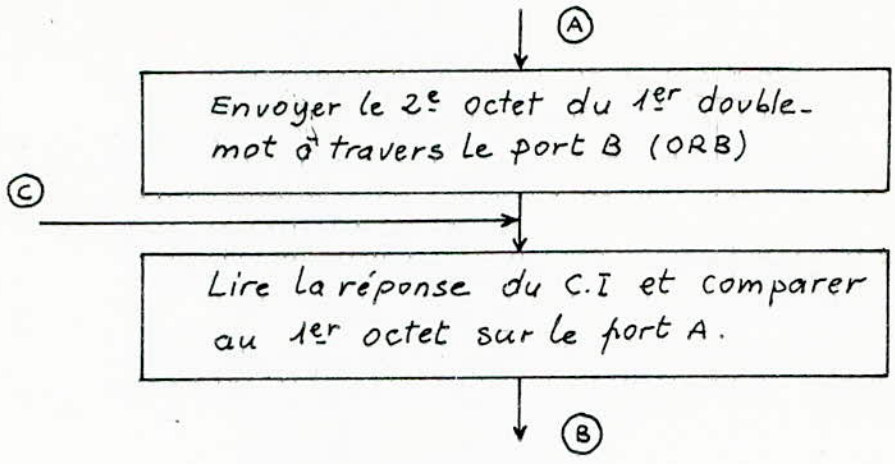 A
Envoyer le 2e octet du 1er double-
mot à travers le port B (ORB)
C
Lire la réponse du C.I et comparer
au 1er octet sur le port A.
B